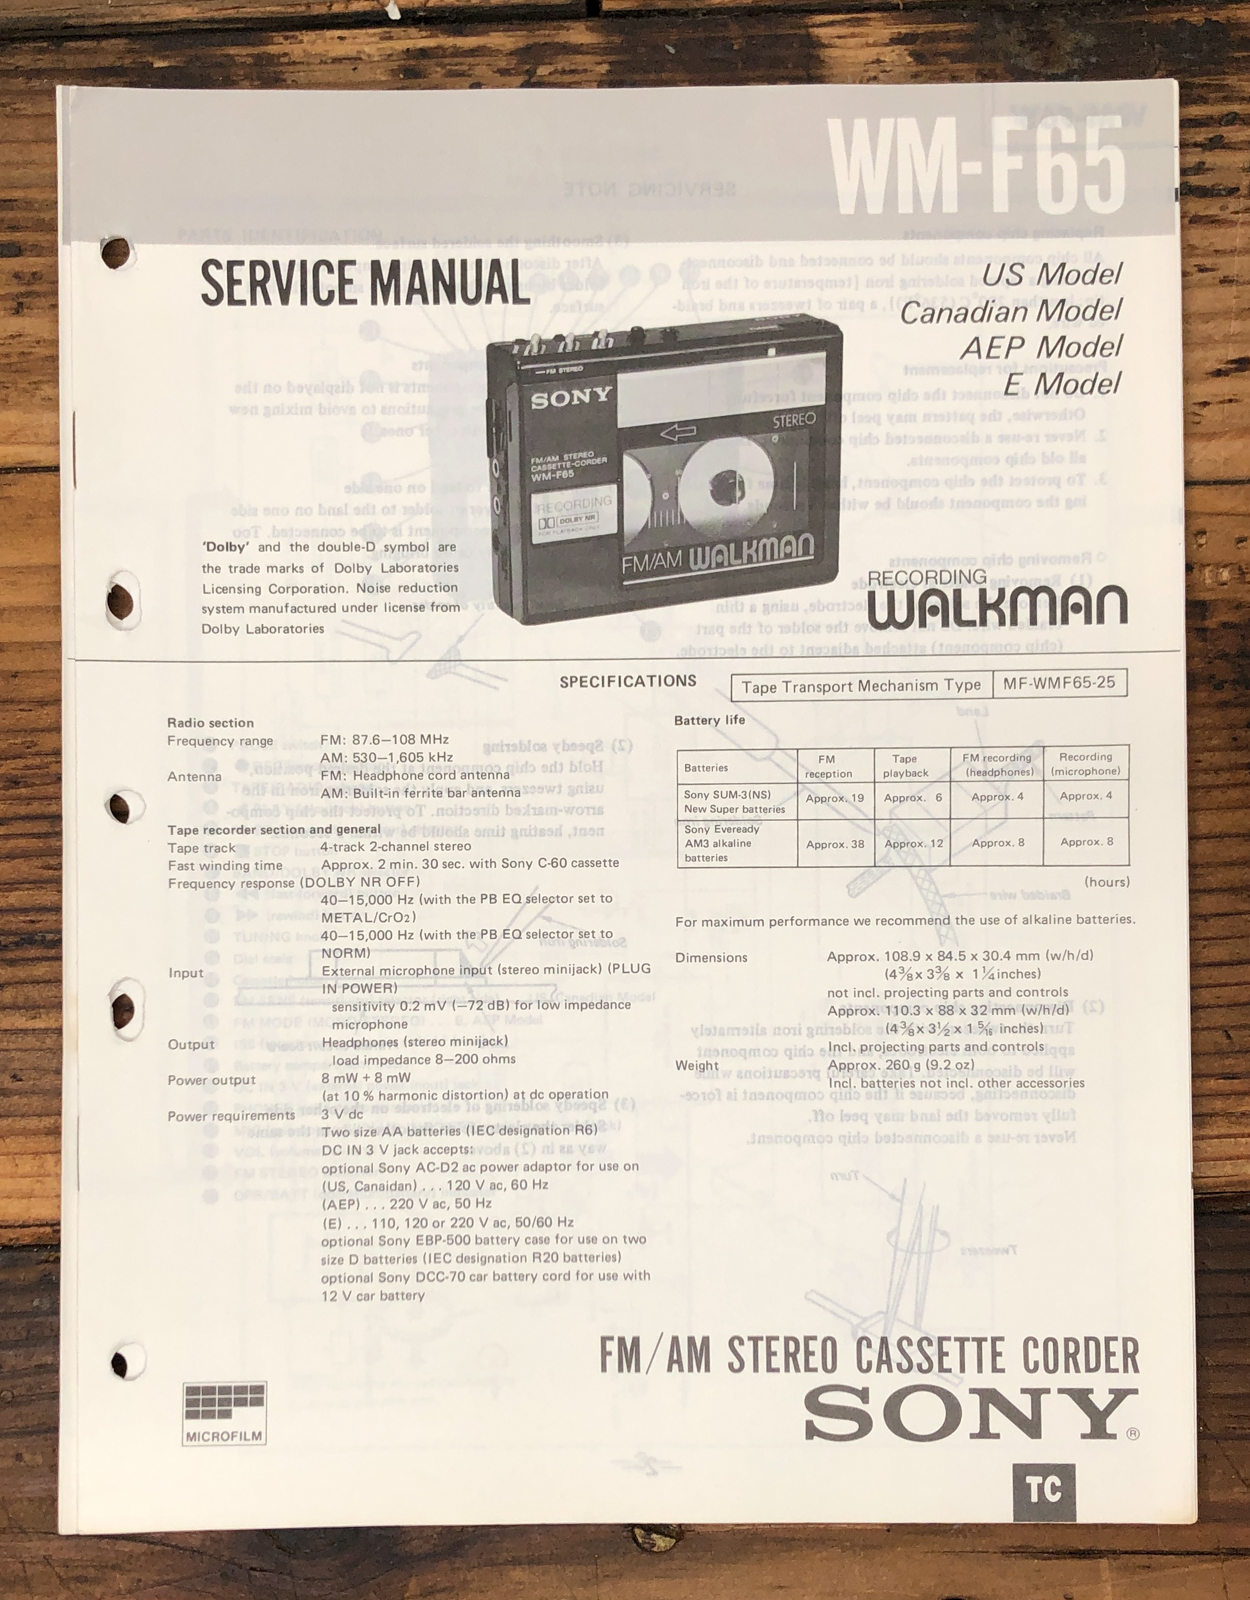 WM-F65
SERVICE MANUAL
US Model
Canadian Model
AEP Model
E Model
FM STEREO
SONY
STEREO
FM/AM STEREO
CASSETTE-CORDER
WM-F65
RECORDING
DOLBY NR
FOR PLAYBACK ONLY
FM/AM WALKMAN
'Dolby' and the double-D symbol are
the trade marks of Dolby Laboratories
Licensing Corporation. Noise reduction
system manufactured under license from
Dolby Laboratories
RECORDING
WALKMAN
SPECIFICATIONS
Tape Transport Mechanism Type MF-WMF65-25
Radio section
Frequency range FM: 87.6–108 MHz
AM: 530–1,605 kHz
Antenna FM: Headphone cord antenna
AM: Built-in ferrite bar antenna
Tape recorder section and general
Tape track 4-track 2-channel stereo
Fast winding time Approx. 2 min. 30 sec. with Sony C-60 cassette
Frequency response (DOLBY NR OFF)
40–15,000 Hz (with the PB EQ selector set to
METAL/CrO2)
40–15,000 Hz (with the PB EQ selector set to
NORM)
Input External microphone input (stereo minijack) (PLUG
IN POWER)
sensitivity 0.2 mV (–72 dB) for low impedance
microphone
Output Headphones (stereo minijack)
load impedance 8–200 ohms
Power output 8 mW + 8 mW
(at 10 % harmonic distortion) at dc operation
Power requirements 3 V dc
Two size AA batteries (IEC designation R6)
DC IN 3 V jack accepts:
optional Sony AC-D2 ac power adaptor for use on
(US, Canaidan) . . . 120 V ac, 60 Hz
(AEP) . . . 220 V ac, 50 Hz
(E) . . . 110, 120 or 220 V ac, 50/60 Hz
optional Sony EBP-500 battery case for use on two
size D batteries (IEC designation R20 batteries)
optional Sony DCC-70 car battery cord for use with
12 V car battery
Battery life
Batteries FM reception Tape playback FM recording (headphones) Recording (microphone)
Sony SUM-3(NS) New Super batteries Approx. 19 Approx. 6 Approx. 4 Approx. 4
Sony Eveready AM3 alkaline batteries Approx. 38 Approx. 12 Approx. 8 Approx. 8
(hours)
For maximum performance we recommend the use of alkaline batteries.
Dimensions Approx. 108.9 x 84.5 x 30.4 mm (w/h/d)
(4⅜ x 3⅜ x 1¼ inches)
not incl. projecting parts and controls
Approx. 110.3 x 88 x 32 mm (w/h/d)
(4⅜ x 3½ x 1 5/16 inches)
Incl. projecting parts and controls
Weight Approx. 260 g (9.2 oz)
Incl. batteries not incl. other accessories
FM/AM STEREO CASSETTE CORDER
SONY®
MICROFILM
TC